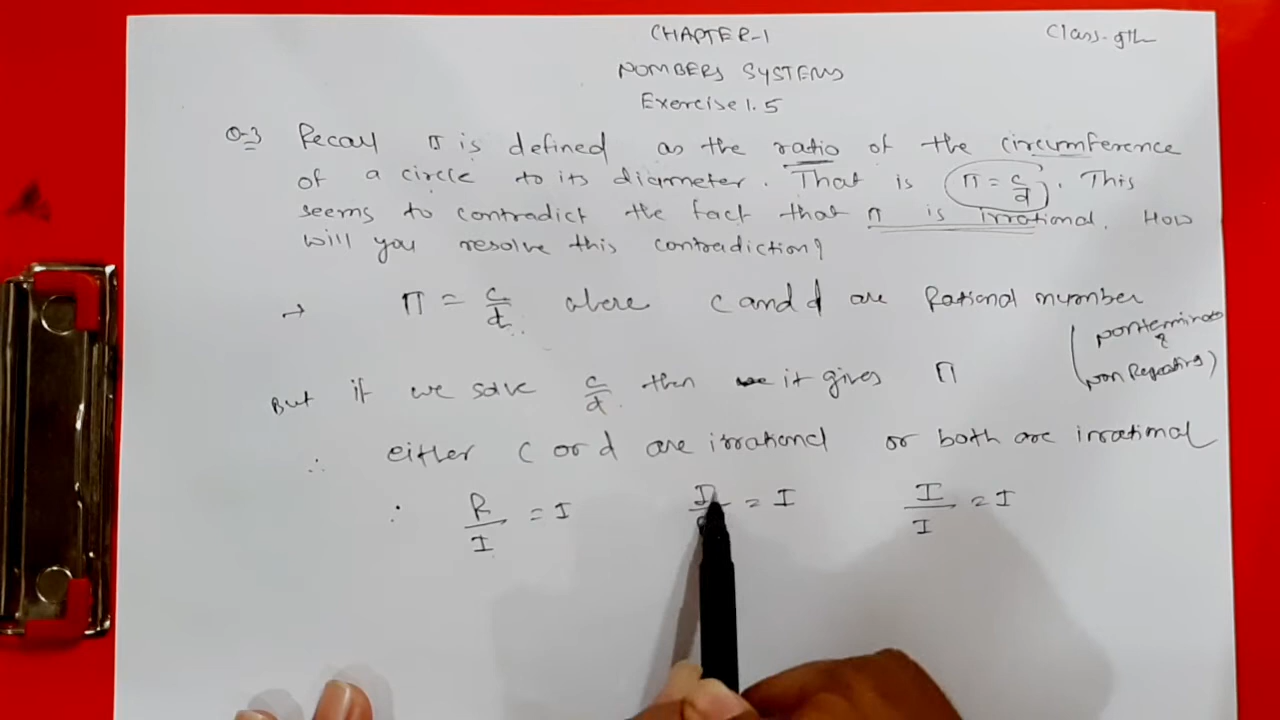 CHAPTER-1
Class-9th
NUMBERS SYSTEMS
Exercise 1.5
Q-3 Recall π is defined as the ratio of the circumference
of a circle to its diameter. That is π = c/d. This
seems to contradict the fact that π is irrational. How
will you resolve this contradiction?
→ π = c/d where c and d are Rational number
(nonterminate & non Repeating)
But if we solve c/d then it gives π
∴ either c or d are irrational or both are irrational
∴ R/I = I I/ = I I/I = I